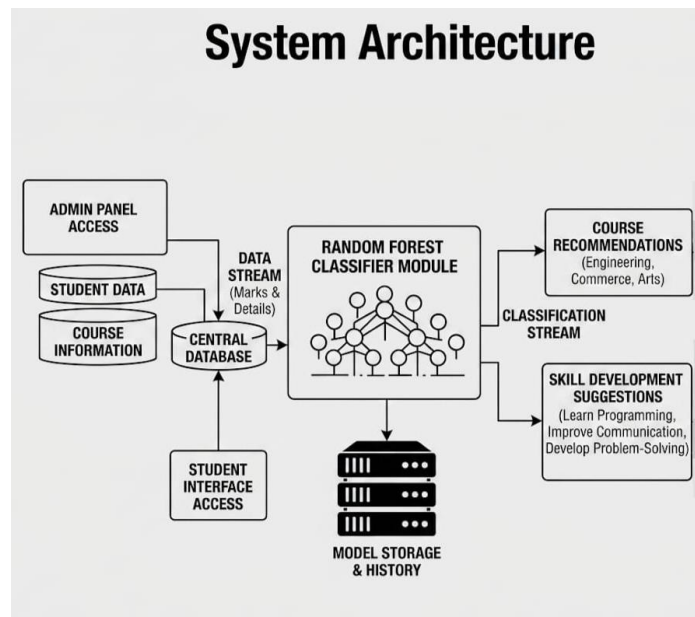 System Architecture
ADMIN PANEL
ACCESS
STUDENT DATA
COURSE
INFORMATION
DATA
STREAM
(Marks &
Details)
CENTRAL
DATABASE
STUDENT
INTERFACE
ACCESS
RANDOM FOREST
CLASSIFIER MODULE
MODEL STORAGE
& HISTORY
CLASSIFICATION
STREAM
COURSE
RECOMMENDATIONS
(Engineering,
Commerce, Arts)
SKILL DEVELOPMENT
SUGGESTIONS
(Learn Programming,
Improve Communication,
Develop Problem-Solving)